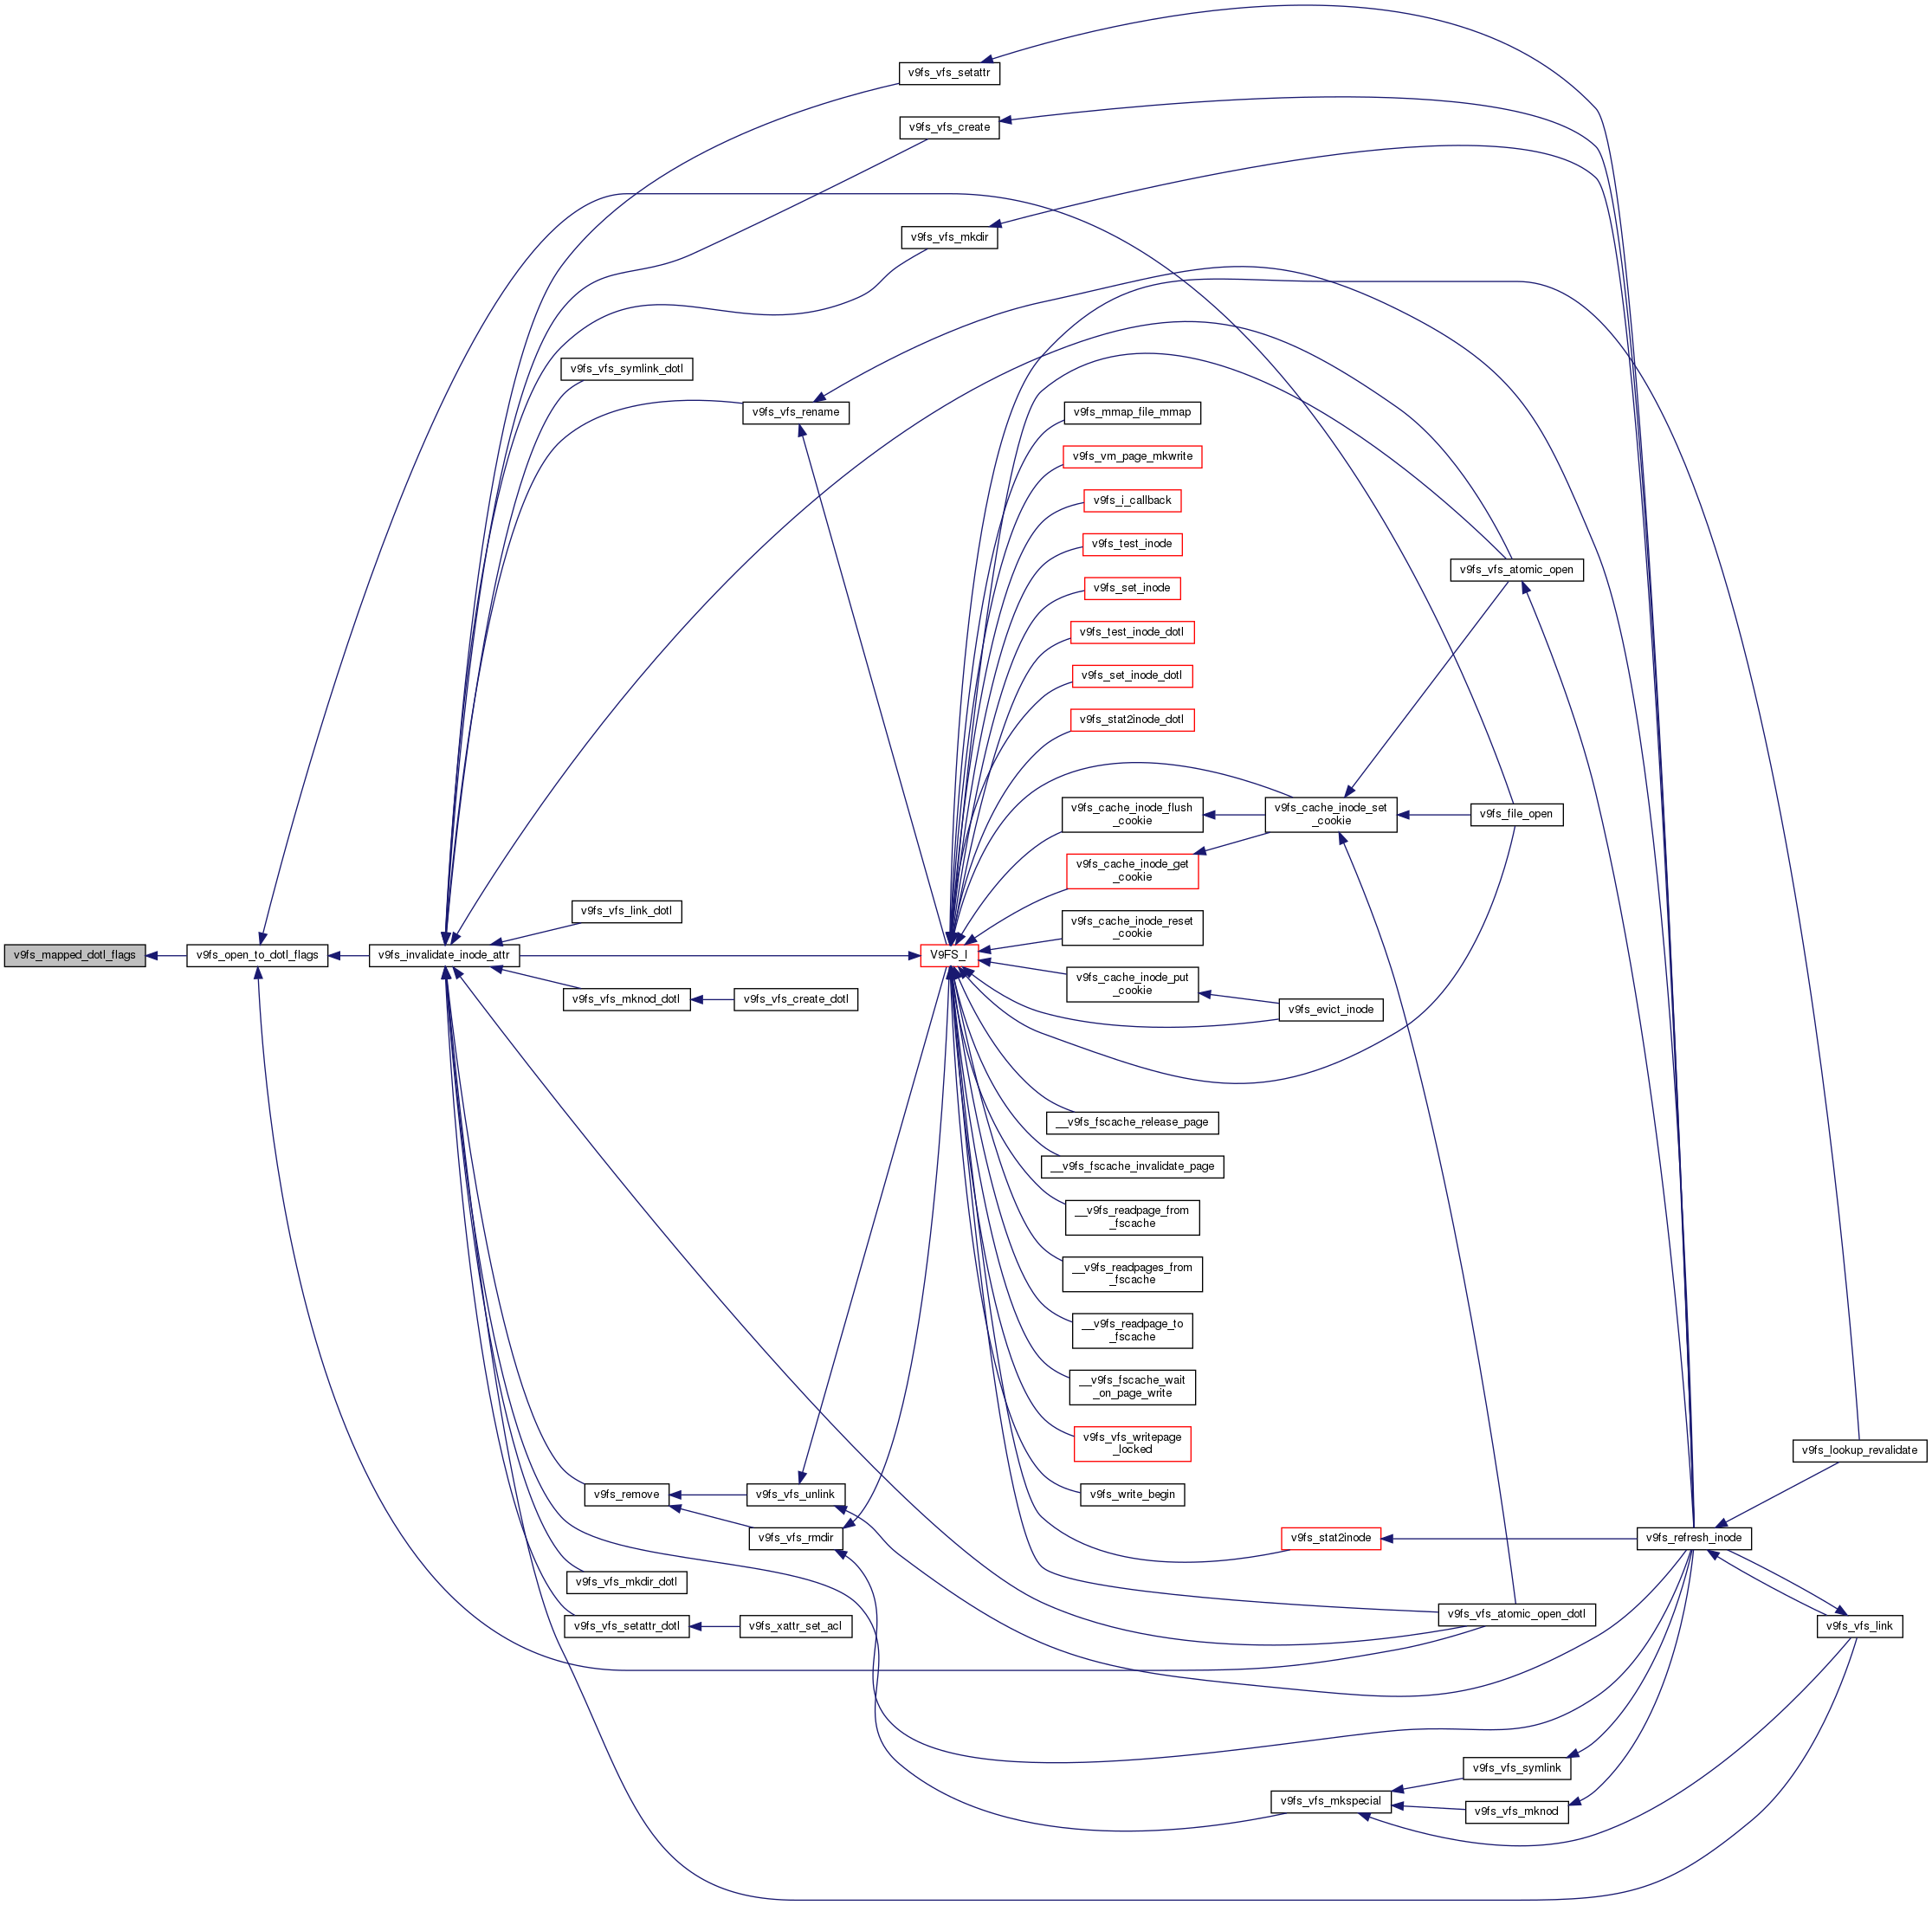 v9fs_vfs_setattr
v9fs_vfs_create
v9fs_vfs_mkdir
v9fs_vfs_symlink_dotl
v9fs_vfs_rename
v9fs_mmap_file_mmap
v9fs_vm_page_mkwrite
v9fs_i_callback
v9fs_test_inode
v9fs_vfs_atomic_open
v9fs_set_inode
v9fs_test_inode_dotl
v9fs_set_inode_dotl
v9fs_stat2inode_dotl
v9fs_cache_inode_flush
_cookie
v9fs_cache_inode_set
_cookie
v9fs_file_open
v9fs_cache_inode_get
_cookie
v9fs_vfs_link_dotl
v9fs_cache_inode_reset
_cookie
v9fs_mapped_dotl_flags
v9fs_open_to_dotl_flags
v9fs_invalidate_inode_attr
V9FS_I
v9fs_cache_inode_put
_cookie
v9fs_vfs_mknod_dotl
v9fs_vfs_create_dotl
v9fs_evict_inode
__v9fs_fscache_release_page
__v9fs_fscache_invalidate_page
__v9fs_readpage_from
_fscache
__v9fs_readpages_from
_fscache
__v9fs_readpage_to
_fscache
__v9fs_fscache_wait
_on_page_write
v9fs_vfs_writepage
_locked
v9fs_lookup_revalidate
v9fs_remove
v9fs_vfs_unlink
v9fs_write_begin
v9fs_vfs_rmdir
v9fs_stat2inode
v9fs_refresh_inode
v9fs_vfs_mkdir_dotl
v9fs_vfs_atomic_open_dotl
v9fs_vfs_setattr_dotl
v9fs_xattr_set_acl
v9fs_vfs_link
v9fs_vfs_symlink
v9fs_vfs_mkspecial
v9fs_vfs_mknod